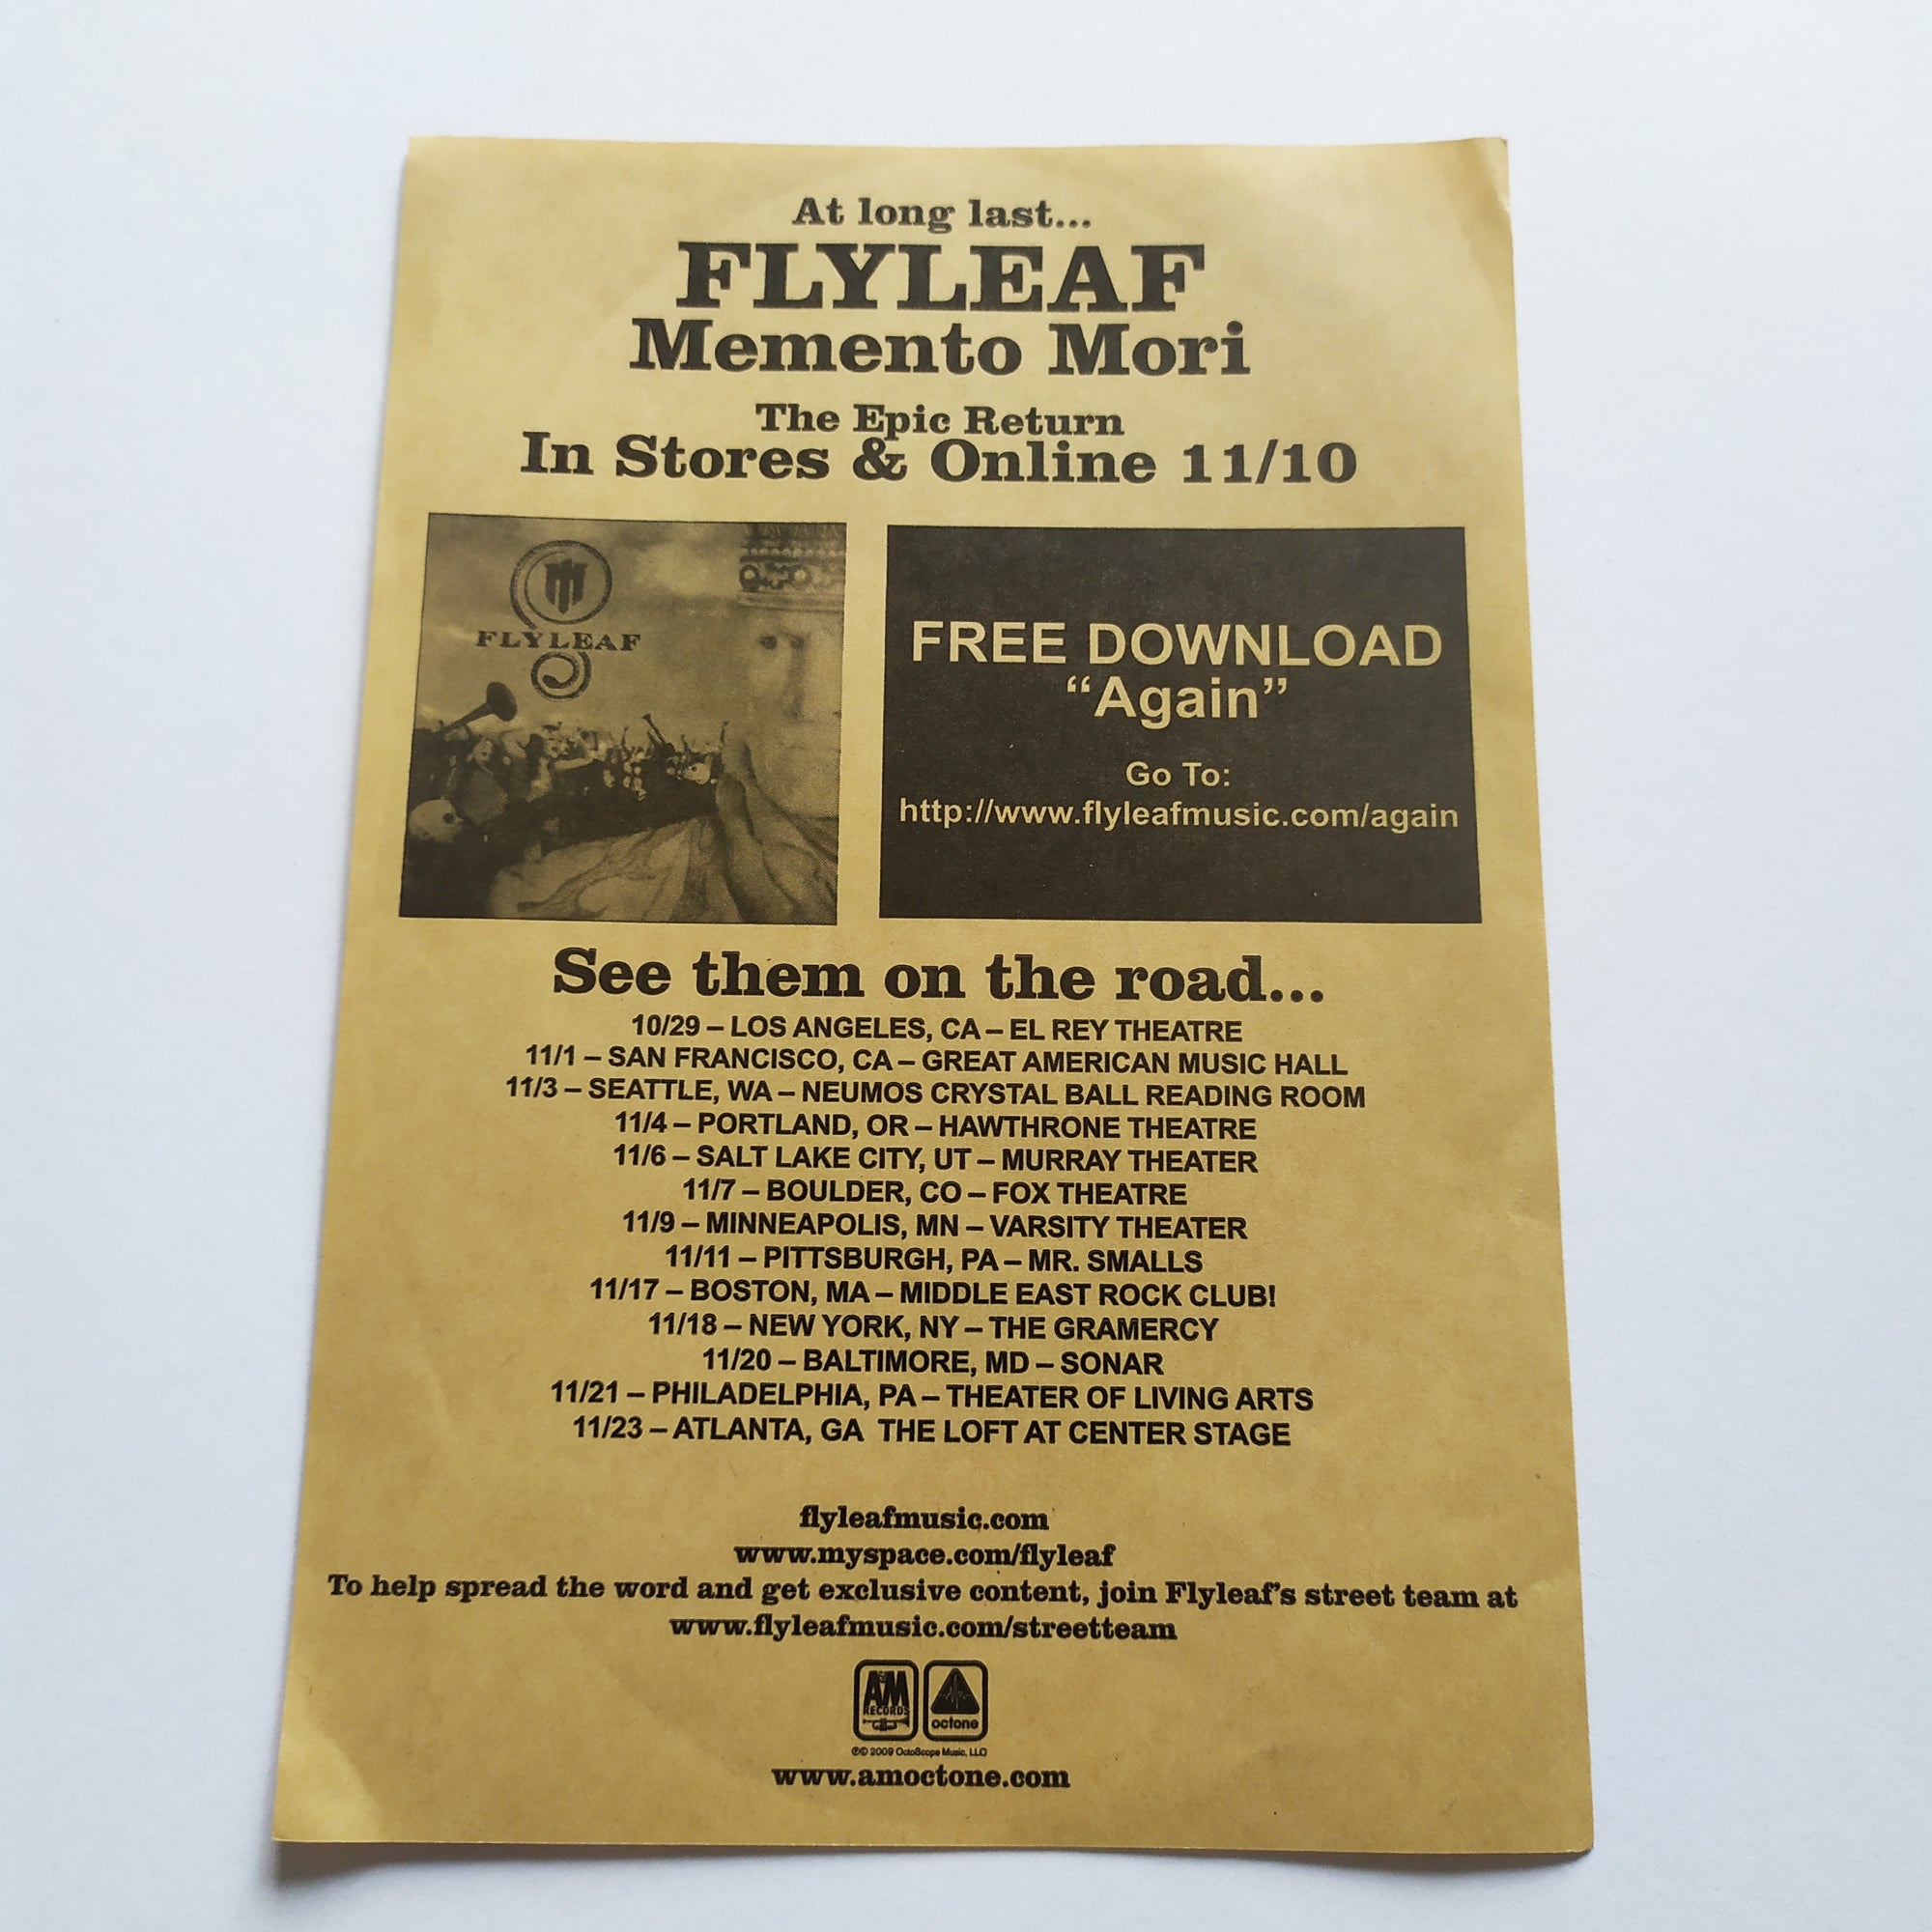 At long last...
FLYLEAF
Memento Mori
The Epic Return
In Stores & Online 11/10
FLYLEAF
FREE DOWNLOAD
“Again”
Go To:
http://www.flyleafmusic.com/again
See them on the road...
10/29 – LOS ANGELES, CA – EL REY THEATRE
11/1 – SAN FRANCISCO, CA – GREAT AMERICAN MUSIC HALL
11/3 – SEATTLE, WA – NEUMOS CRYSTAL BALL READING ROOM
11/4 – PORTLAND, OR – HAWTHRONE THEATRE
11/6 – SALT LAKE CITY, UT – MURRAY THEATER
11/7 – BOULDER, CO – FOX THEATRE
11/9 – MINNEAPOLIS, MN – VARSITY THEATER
11/11 – PITTSBURGH, PA – MR. SMALLS
11/17 – BOSTON, MA – MIDDLE EAST ROCK CLUB!
11/18 – NEW YORK, NY – THE GRAMERCY
11/20 – BALTIMORE, MD – SONAR
11/21 – PHILADELPHIA, PA – THEATER OF LIVING ARTS
11/23 – ATLANTA, GA  THE LOFT AT CENTER STAGE
flyleafmusic.com
www.myspace.com/flyleaf
To help spread the word and get exclusive content, join Flyleaf’s street team at
www.flyleafmusic.com/streetteam
A&M
RECORDS
octone
℗© 2009 OctoScope Music, LLC
www.amoctone.com